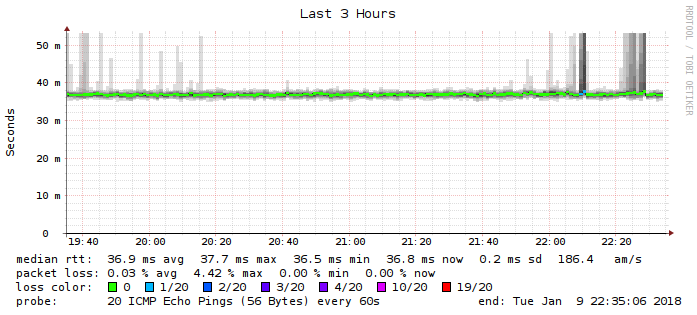 Last 3 Hours
RRDTOOL / TOBI OETIKER
Seconds
50 m
40 m
30 m
20 m
10 m
0
19:40 20:00 20:20 20:40 21:00 21:20 21:40 22:00 22:20
median rtt: 36.9 ms avg 37.7 ms max 36.5 ms min 36.8 ms now 0.2 ms sd 186.4 am/s
packet loss: 0.03 % avg 4.42 % max 0.00 % min 0.00 % now
loss color: 0 1/20 2/20 3/20 4/20 10/20 19/20
probe: 20 ICMP Echo Pings (56 Bytes) every 60s end: Tue Jan 9 22:35:06 2018